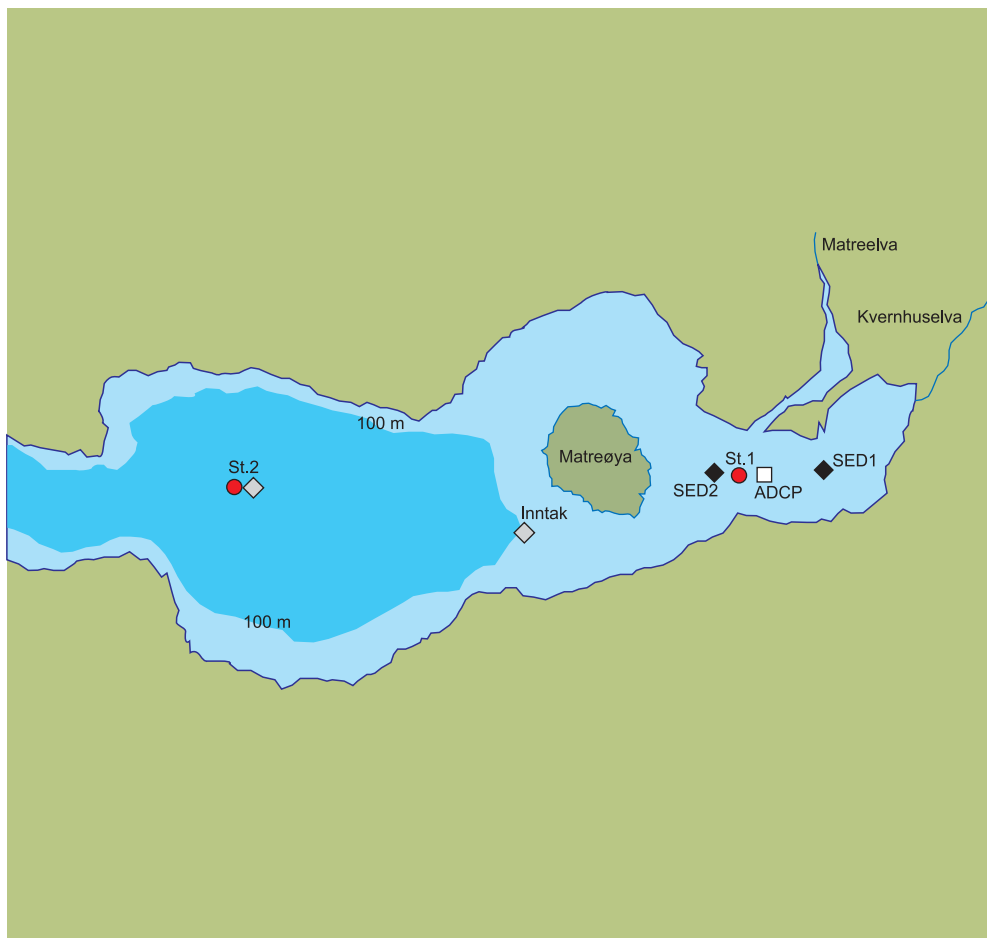 Matreelva
Kvernhuselva
100 m
Matreøya
St.2
St.1
SED1
SED2
ADCP
Inntak
100 m